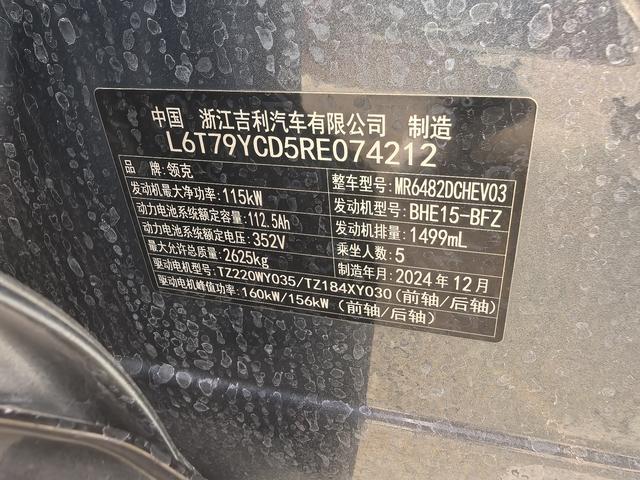 中国 浙江吉利汽车有限公司 制造
L6T79YCD5RE074212
品 牌:领克
整车型号:MR6482DCHEV03
发动机最大净功率:115kW
发动机型号:BHE15-BFZ
动力电池系统额定容量:112.5Ah
发动机排量:1499mL
动力电池系统额定电压:352V
乘坐人数:5
最大允许总质量:2625kg
制造年月:2024年12月
驱动电机型号:TZ220WY035/TZ184XY030(前轴/后轴)
驱动电机峰值功率:160kW/156kW (前轴/后轴)